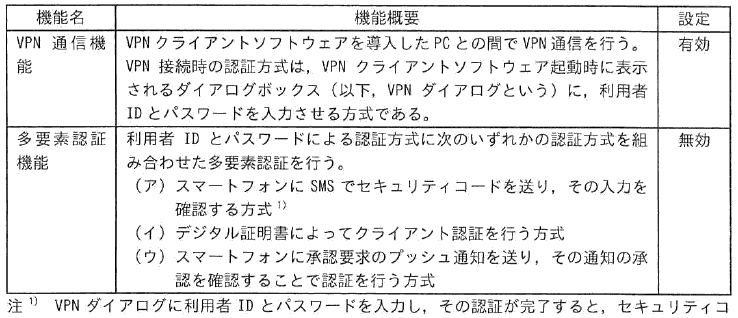 機能名 機能概要 設定
VPN 通信機能 VPN クライアントソフトウェアを導入した PC との間で VPN 通信を行う。 有効
VPN 接続時の認証方式は,VPN クライアントソフトウェア起動時に表示
されるダイアログボックス(以下,VPN ダイアログという)に,利用者
ID とパスワードを入力させる方式である。
多要素認証機能 利用者 ID とパスワードによる認証方式に次のいずれかの認証方式を組 無効
み合わせた多要素認証を行う。
(ア)スマートフォンに SMS でセキュリティコードを送り,その入力を
確認する方式1)
(イ)デジタル証明書によってクライアント認証を行う方式
(ウ)スマートフォンに承認要求のプッシュ通知を送り,その通知の承
認を確認することで認証を行う方式
注1) VPN ダイアログに利用者 ID とパスワードを入力し,その認証が完了すると,セキュリティコ